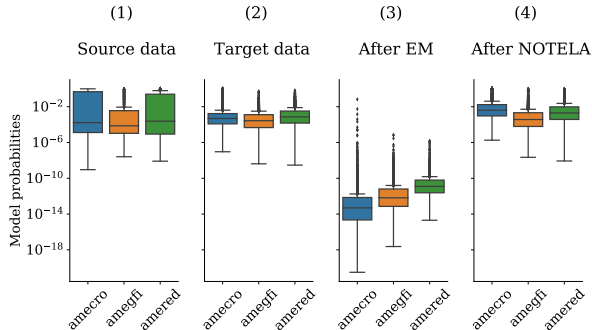 (1) (2) (3) (4)
Source data Target data After EM After NOTELA
Model probabilities
10⁻²
10⁻⁶
10⁻¹⁰
10⁻¹⁴
10⁻¹⁸
amecro amegfi amered amecro amegfi amered amecro amegfi amered amecro amegfi amered